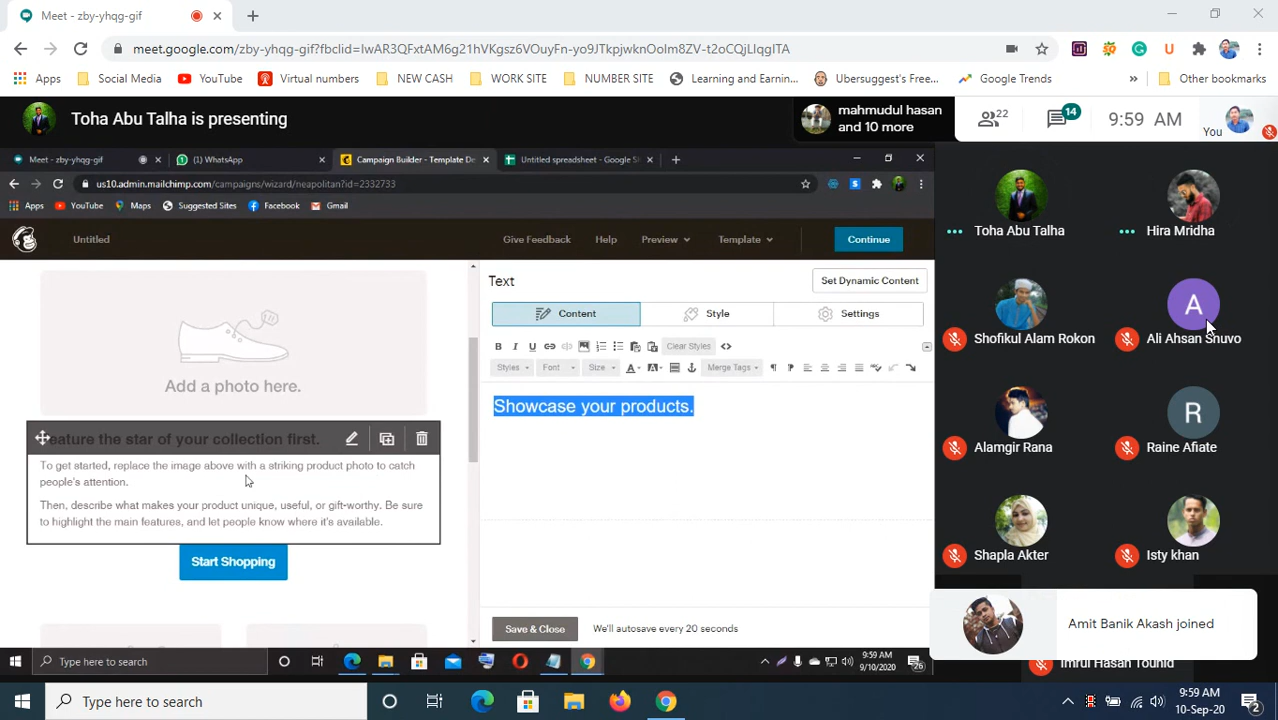 Meet - zby-yhqg-gif
meet.google.com/zby-yhqg-gif?fbclid=IwAR3QFxtAM6g21hVKgsz6VOuyFn-yo9JTkpjwknOolm8ZV-t2oCQjLlqglTA
Apps Social Media YouTube Virtual numbers NEW CASH WORK SITE NUMBER SITE Learning and Earnin... Ubersuggest's Free... Google Trends » Other bookmarks
Toha Abu Talha is presenting
mahmudul hasan
and 10 more
22
14
9:59 AM
You
Meet - zby-yhqg-gif
(1) WhatsApp
Campaign Builder - Template De
Untitled spreadsheet - Google Sh
us10.admin.mailchimp.com/campaigns/wizard/neapolitan?id=2332733
Apps YouTube Maps Suggested Sites Facebook Gmail
Untitled
Give Feedback Help Preview Template Continue
Add a photo here.
eature the star of your collection first.
To get started, replace the image above with a striking product photo to catch
people's attention.
Then, describe what makes your product unique, useful, or gift-worthy. Be sure
to highlight the main features, and let people know where it's available.
Start Shopping
Text
Set Dynamic Content
Content Style Settings
B I U Clear Styles
Styles Font Size Merge Tags
Showcase your products.
Save & Close We'll autosave every 20 seconds
Toha Abu Talha
Hira Mridha
Shofikul Alam Rokon
A
Ali Ahsan Shuvo
Alamgir Rana
R
Raine Afiate
Shapla Akter
Isty khan
Amit Banik Akash joined
Imrul Hasan Touhid
Type here to search
9:59 AM
9/10/2020
26
Type here to search
9:59 AM
10-Sep-20
2